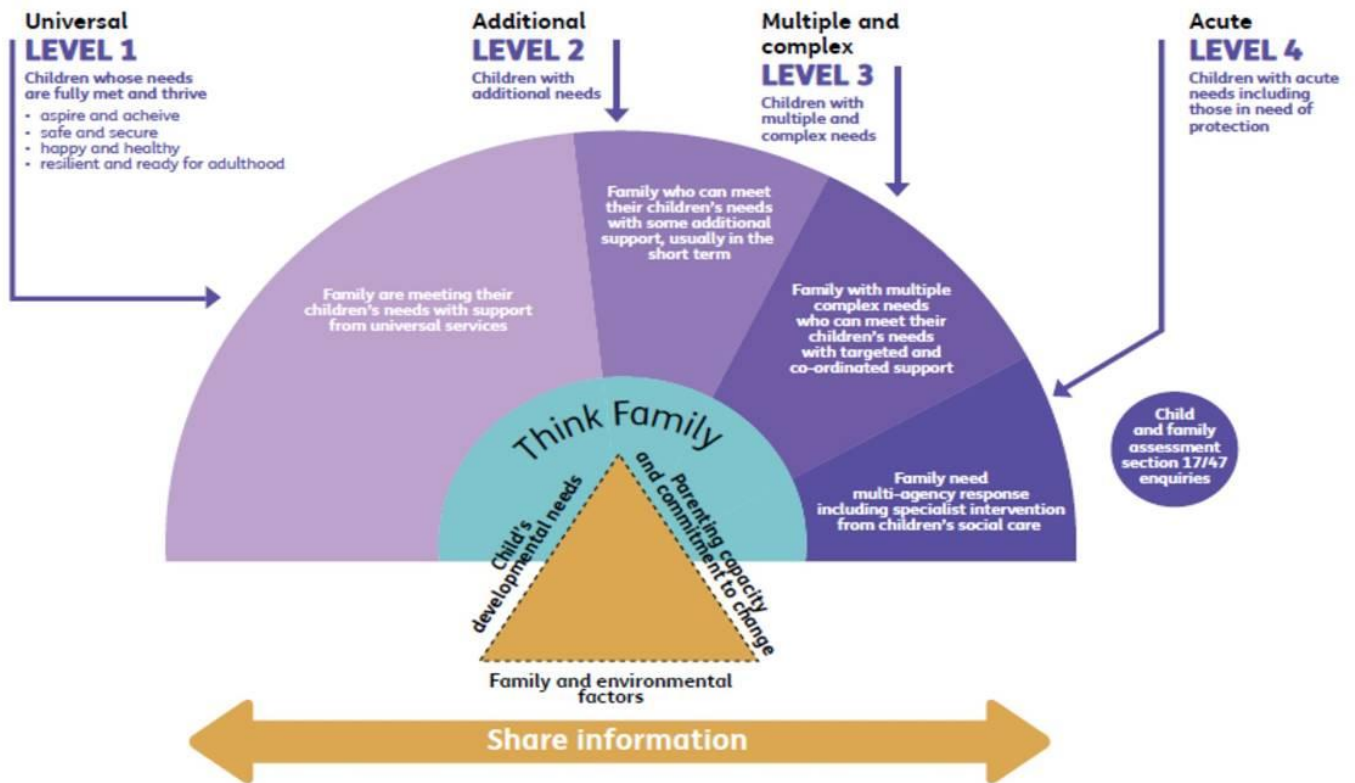 Universal
LEVEL 1
Children whose needs
are fully met and thrive
• aspire and acheive
• safe and secure
• happy and healthy
• resilient and ready for adulthood
Additional
LEVEL 2
Children with
additional needs
Multiple and
complex
LEVEL 3
Children with
multiple and
complex needs
Acute
LEVEL 4
Children with acute
needs including
those in need of
protection
Family are meeting their
children's needs with support
from universal services
Family who can meet
their children's needs
with some additional
support, usually in the
short term
Family with multiple
complex needs
who can meet their
children's needs
with targeted and
co-ordinated support
Family need
multi-agency response
including specialist intervention
from children's social care
Child
and family
assessment
section 17/47
enquiries
Think Family
Child's
developmental needs
Parenting capacity
and commitment to change
Family and environmental
factors
Share information